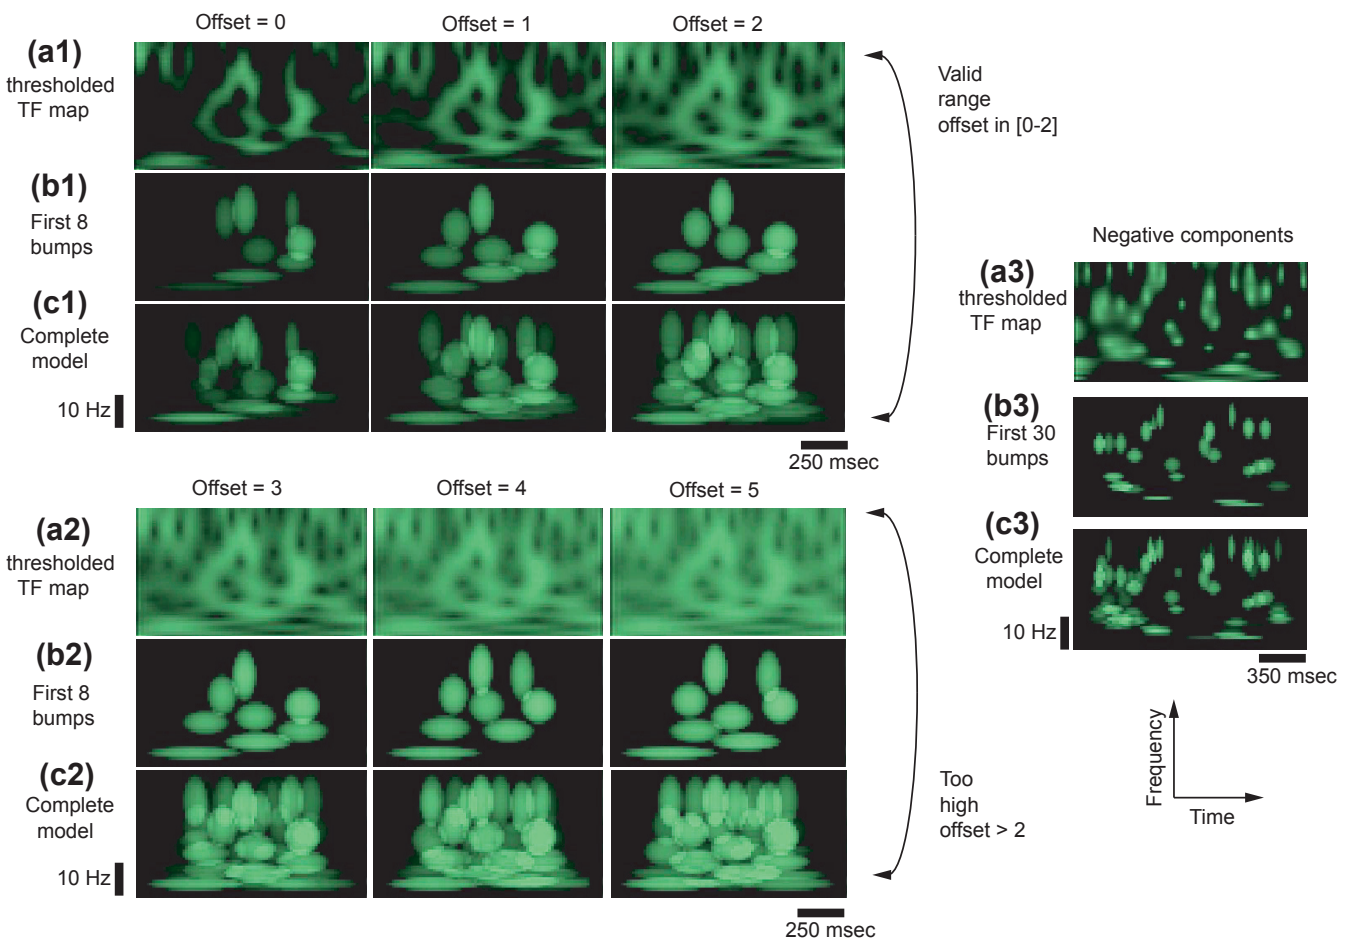 Offset = 0
Offset = 1
Offset = 2
(a1)
thresholded
TF map
Valid
range
offset in [0-2]
(b1)
First 8
bumps
(c1)
Complete
model
10 Hz
250 msec
Negative components
(a3)
thresholded
TF map
(b3)
First 30
bumps
(c3)
Complete
model
10 Hz
350 msec
Offset = 3
Offset = 4
Offset = 5
(a2)
thresholded
TF map
(b2)
First 8
bumps
(c2)
Complete
model
10 Hz
Too
high
offset > 2
250 msec
Frequency
Time